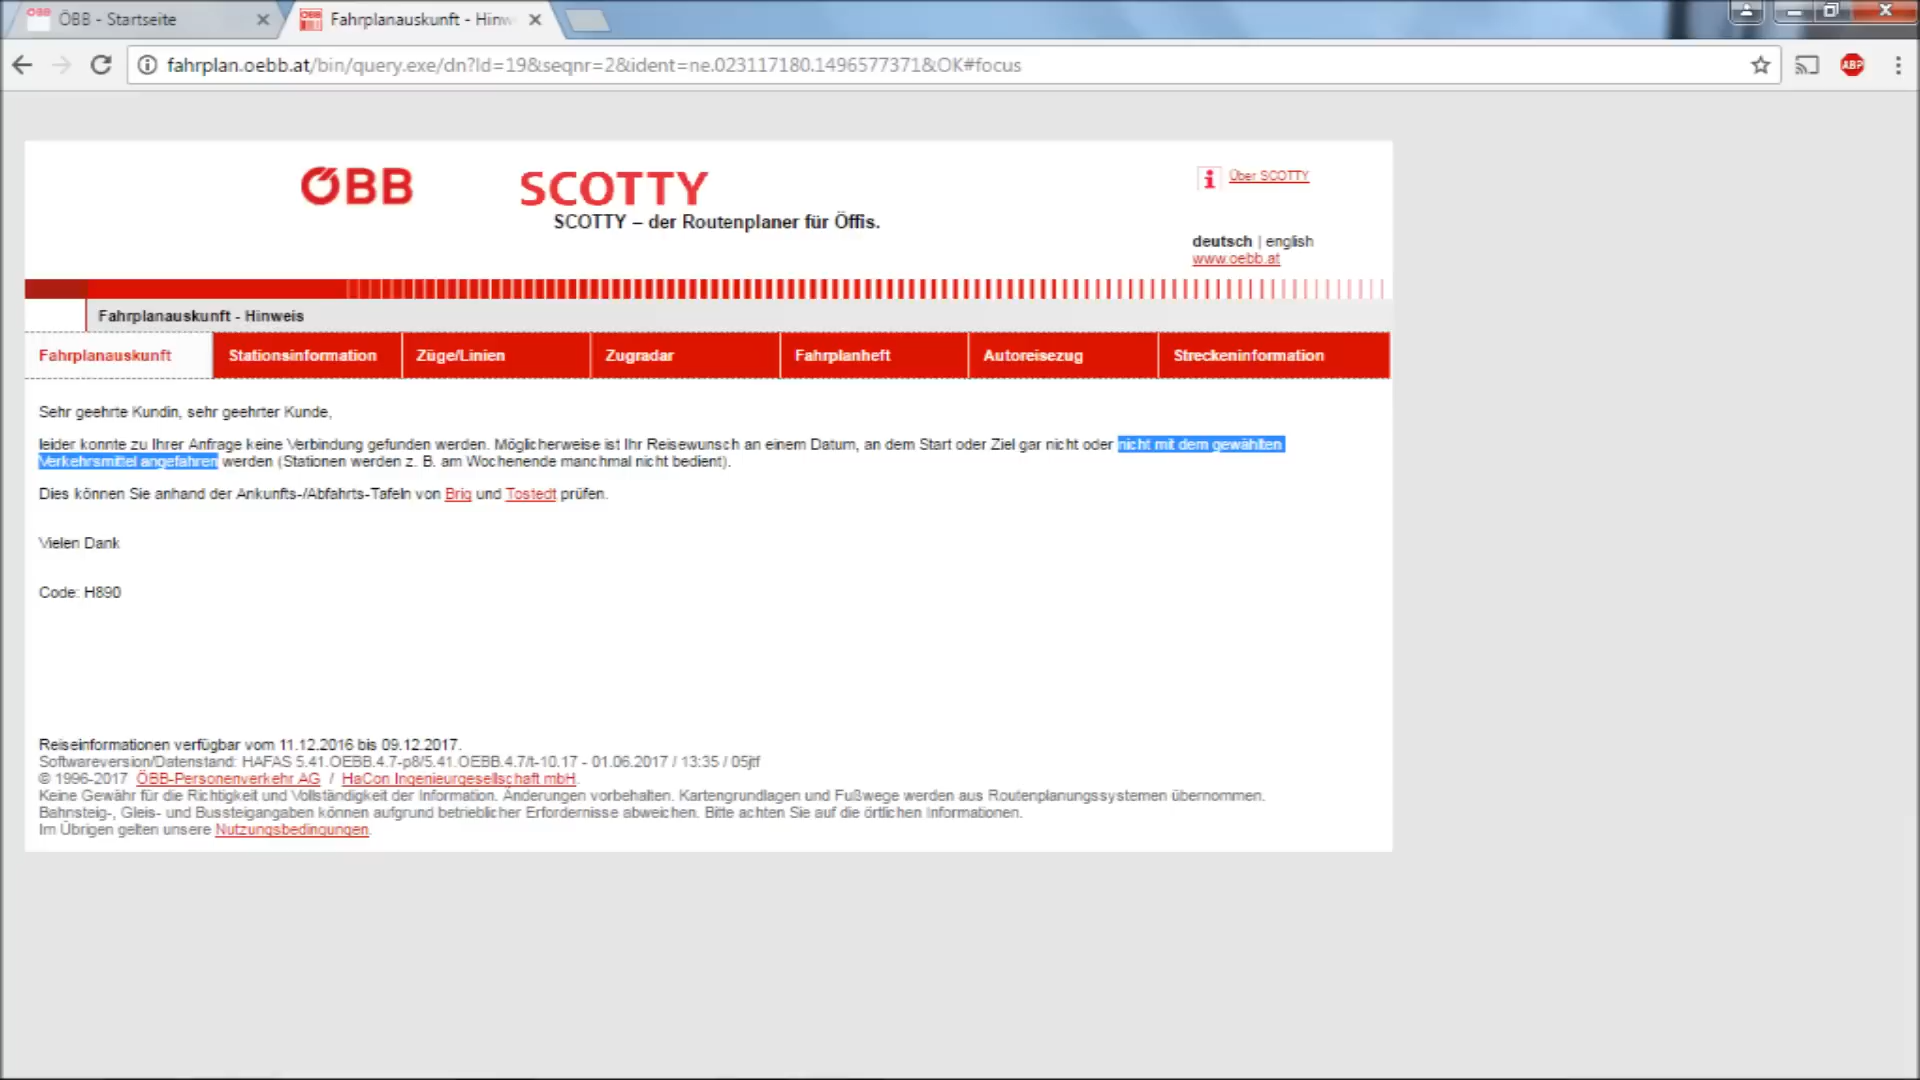 ÖBB - Startseite
Fahrplanauskunft - Hinw
fahrplan.oebb.at/bin/query.exe/dn?ld=19&seqnr=2&ident=ne.023117180.1496577371&OK#focus
ABP
ÖBB SCOTTY
SCOTTY – der Routenplaner für Öffis.
Über SCOTTY
deutsch | english
www.oebb.at
Fahrplanauskunft - Hinweis
Fahrplanauskunft Stationsinformation Züge/Linien Zugradar Fahrplanheft Autoreisezug Streckeninformation
Sehr geehrte Kundin, sehr geehrter Kunde,
leider konnte zu Ihrer Anfrage keine Verbindung gefunden werden. Möglicherweise ist Ihr Reisewunsch an einem Datum, an dem Start oder Ziel gar nicht oder nicht mit dem gewählten
Verkehrsmittel angefahren werden (Stationen werden z. B. am Wochenende manchmal nicht bedient).
Dies können Sie anhand der Ankunfts-/Abfahrts-Tafeln von Brig und Tostedt prüfen.
Vielen Dank
Code: H890
Reiseinformationen verfügbar vom 11.12.2016 bis 09.12.2017.
Softwareversion/Datenstand: HAFAS 5.41.OEBB.4.7-p8/5.41.OEBB.4.7/t-10.17 - 01.06.2017 / 13:35 / 05jtf
© 1996-2017 ÖBB-Personenverkehr AG / HaCon Ingenieurgesellschaft mbH.
Keine Gewähr für die Richtigkeit und Vollständigkeit der Information. Änderungen vorbehalten. Kartengrundlagen und Fußwege werden aus Routenplanungssystemen übernommen.
Bahnsteig-, Gleis- und Bussteigangaben können aufgrund betrieblicher Erfordernisse abweichen. Bitte achten Sie auf die örtlichen Informationen.
Im Übrigen gelten unsere Nutzungsbedingungen.